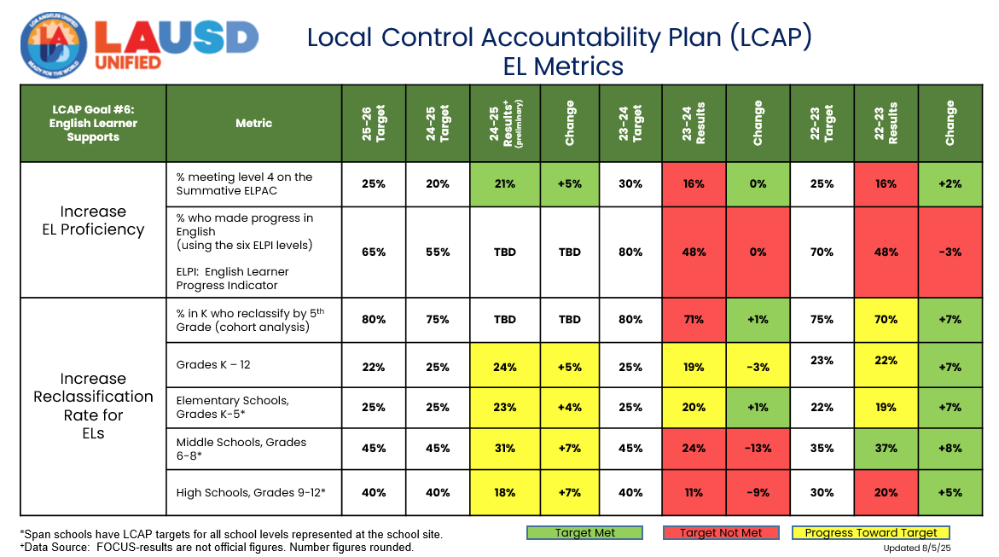 LOS ANGELES UNIFIED
LA
READY FOR THE WORLD
LAUSD
UNIFIED
Local Control Accountability Plan (LCAP)
EL Metrics
LCAP Goal #6:
English Learner
Supports
Metric
25-26
Target
24-25
Target
24-25
Results+
(preliminary)
Change
23-24
Target
23-24
Results
Change
22-23
Target
22-23
Results
Change
Increase
EL Proficiency
% meeting level 4 on the
Summative ELPAC
25% 20% 21% +5% 30% 16% 0% 25% 16% +2%
% who made progress in
English
(using the six ELPI levels)
ELPI: English Learner
Progress Indicator
65% 55% TBD TBD 80% 48% 0% 70% 48% -3%
Increase
Reclassification
Rate for
ELs
% in K who reclassify by 5th
Grade (cohort analysis)
80% 75% TBD TBD 80% 71% +1% 75% 70% +7%
Grades K – 12
22% 25% 24% +5% 25% 19% -3% 23% 22% +7%
Elementary Schools,
Grades K-5*
25% 25% 23% +4% 25% 20% +1% 22% 19% +7%
Middle Schools, Grades
6-8*
45% 45% 31% +7% 45% 24% -13% 35% 37% +8%
High Schools, Grades 9-12*
40% 40% 18% +7% 40% 11% -9% 30% 20% +5%
*Span schools have LCAP targets for all school levels represented at the school site.
+Data Source: FOCUS-results are not official figures. Number figures rounded.
Target Met
Target Not Met
Progress Toward Target
Updated 8/5/25